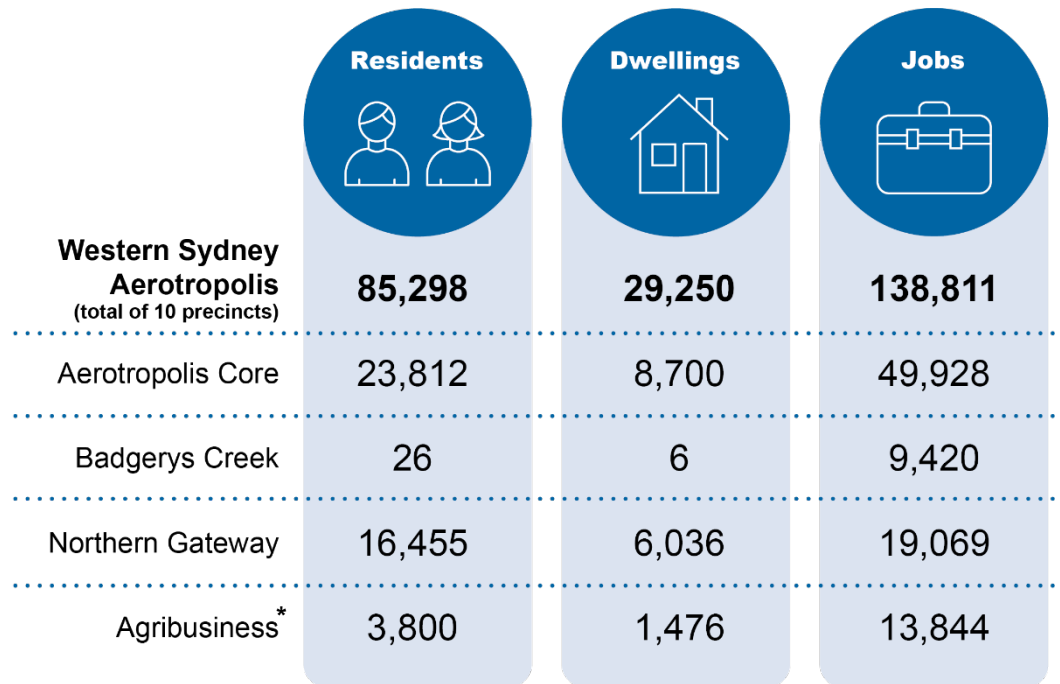 Residents Dwellings Jobs
Western Sydney
Aerotropolis
(total of 10 precincts) 85,298 29,250 138,811
Aerotropolis Core 23,812 8,700 49,928
Badgerys Creek 26 6 9,420
Northern Gateway 16,455 6,036 19,069
Agribusiness* 3,800 1,476 13,844